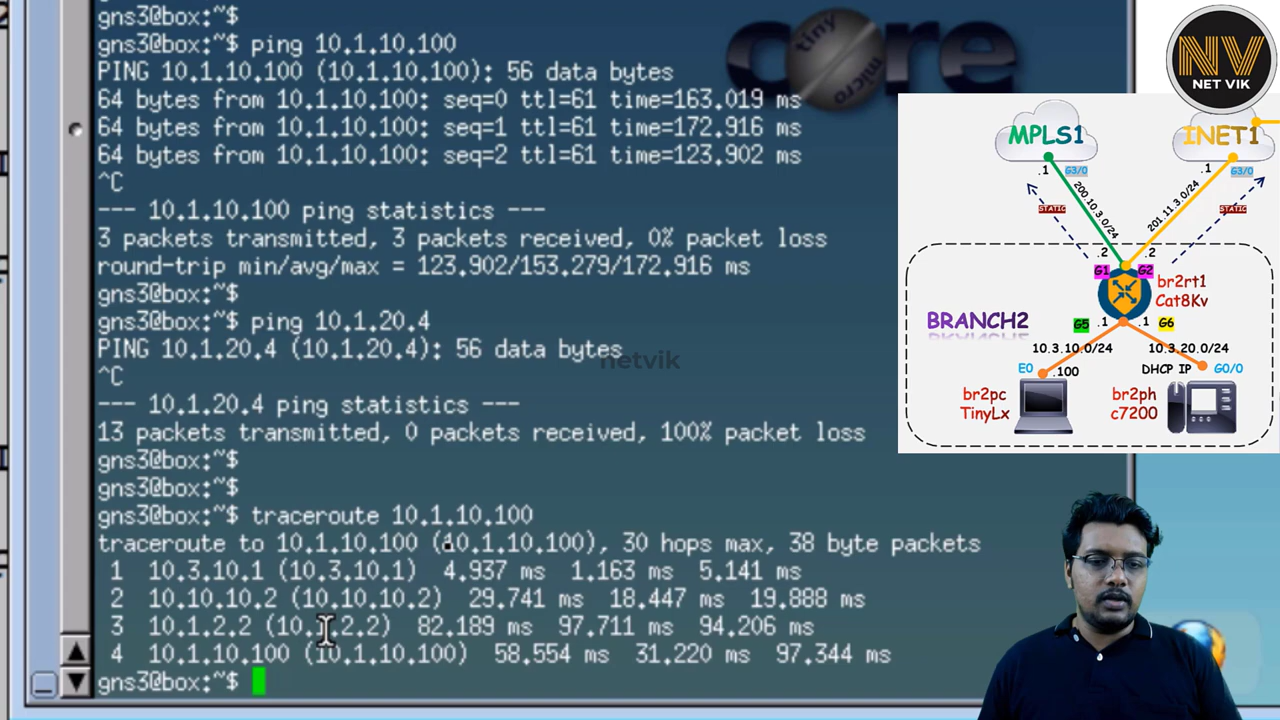 gns3@box:~$
gns3@box:~$ ping 10.1.10.100
PING 10.1.10.100 (10.1.10.100): 56 data bytes
64 bytes from 10.1.10.100: seq=0 ttl=61 time=163.019 ms
64 bytes from 10.1.10.100: seq=1 ttl=61 time=172.916 ms
64 bytes from 10.1.10.100: seq=2 ttl=61 time=123.902 ms
^C
--- 10.1.10.100 ping statistics ---
3 packets transmitted, 3 packets received, 0% packet loss
round-trip min/avg/max = 123.902/153.279/172.916 ms
gns3@box:~$
gns3@box:~$ ping 10.1.20.4
PING 10.1.20.4 (10.1.20.4): 56 data bytes
^C
--- 10.1.20.4 ping statistics ---
13 packets transmitted, 0 packets received, 100% packet loss
gns3@box:~$
gns3@box:~$
gns3@box:~$ traceroute 10.1.10.100
traceroute to 10.1.10.100 (10.1.10.100), 30 hops max, 38 byte packets
1 10.3.10.1 (10.3.10.1) 4.937 ms 1.163 ms 5.141 ms
2 10.10.10.2 (10.10.10.2) 29.741 ms 18.447 ms 19.888 ms
3 10.1.2.2 (10.1.2.2) 82.189 ms 97.711 ms 94.206 ms
4 10.1.10.100 (10.1.10.100) 58.554 ms 31.220 ms 97.344 ms
gns3@box:~$
core
tiny
micro
netvik
NV
NET VIK
MPLS1
INET1
.1
G3/0
.1
G3/0
200.10.3.0/24
201.11.3.0/24
STATIC
STATIC
.2
.2
G1
G2
br2rt1
Cat8Kv
BRANCH2
G5
.1
.1
G6
10.3.10.0/24
10.3.20.0/24
E0
.100
DHCP IP
G0/0
br2pc
TinyLx
br2ph
c7200